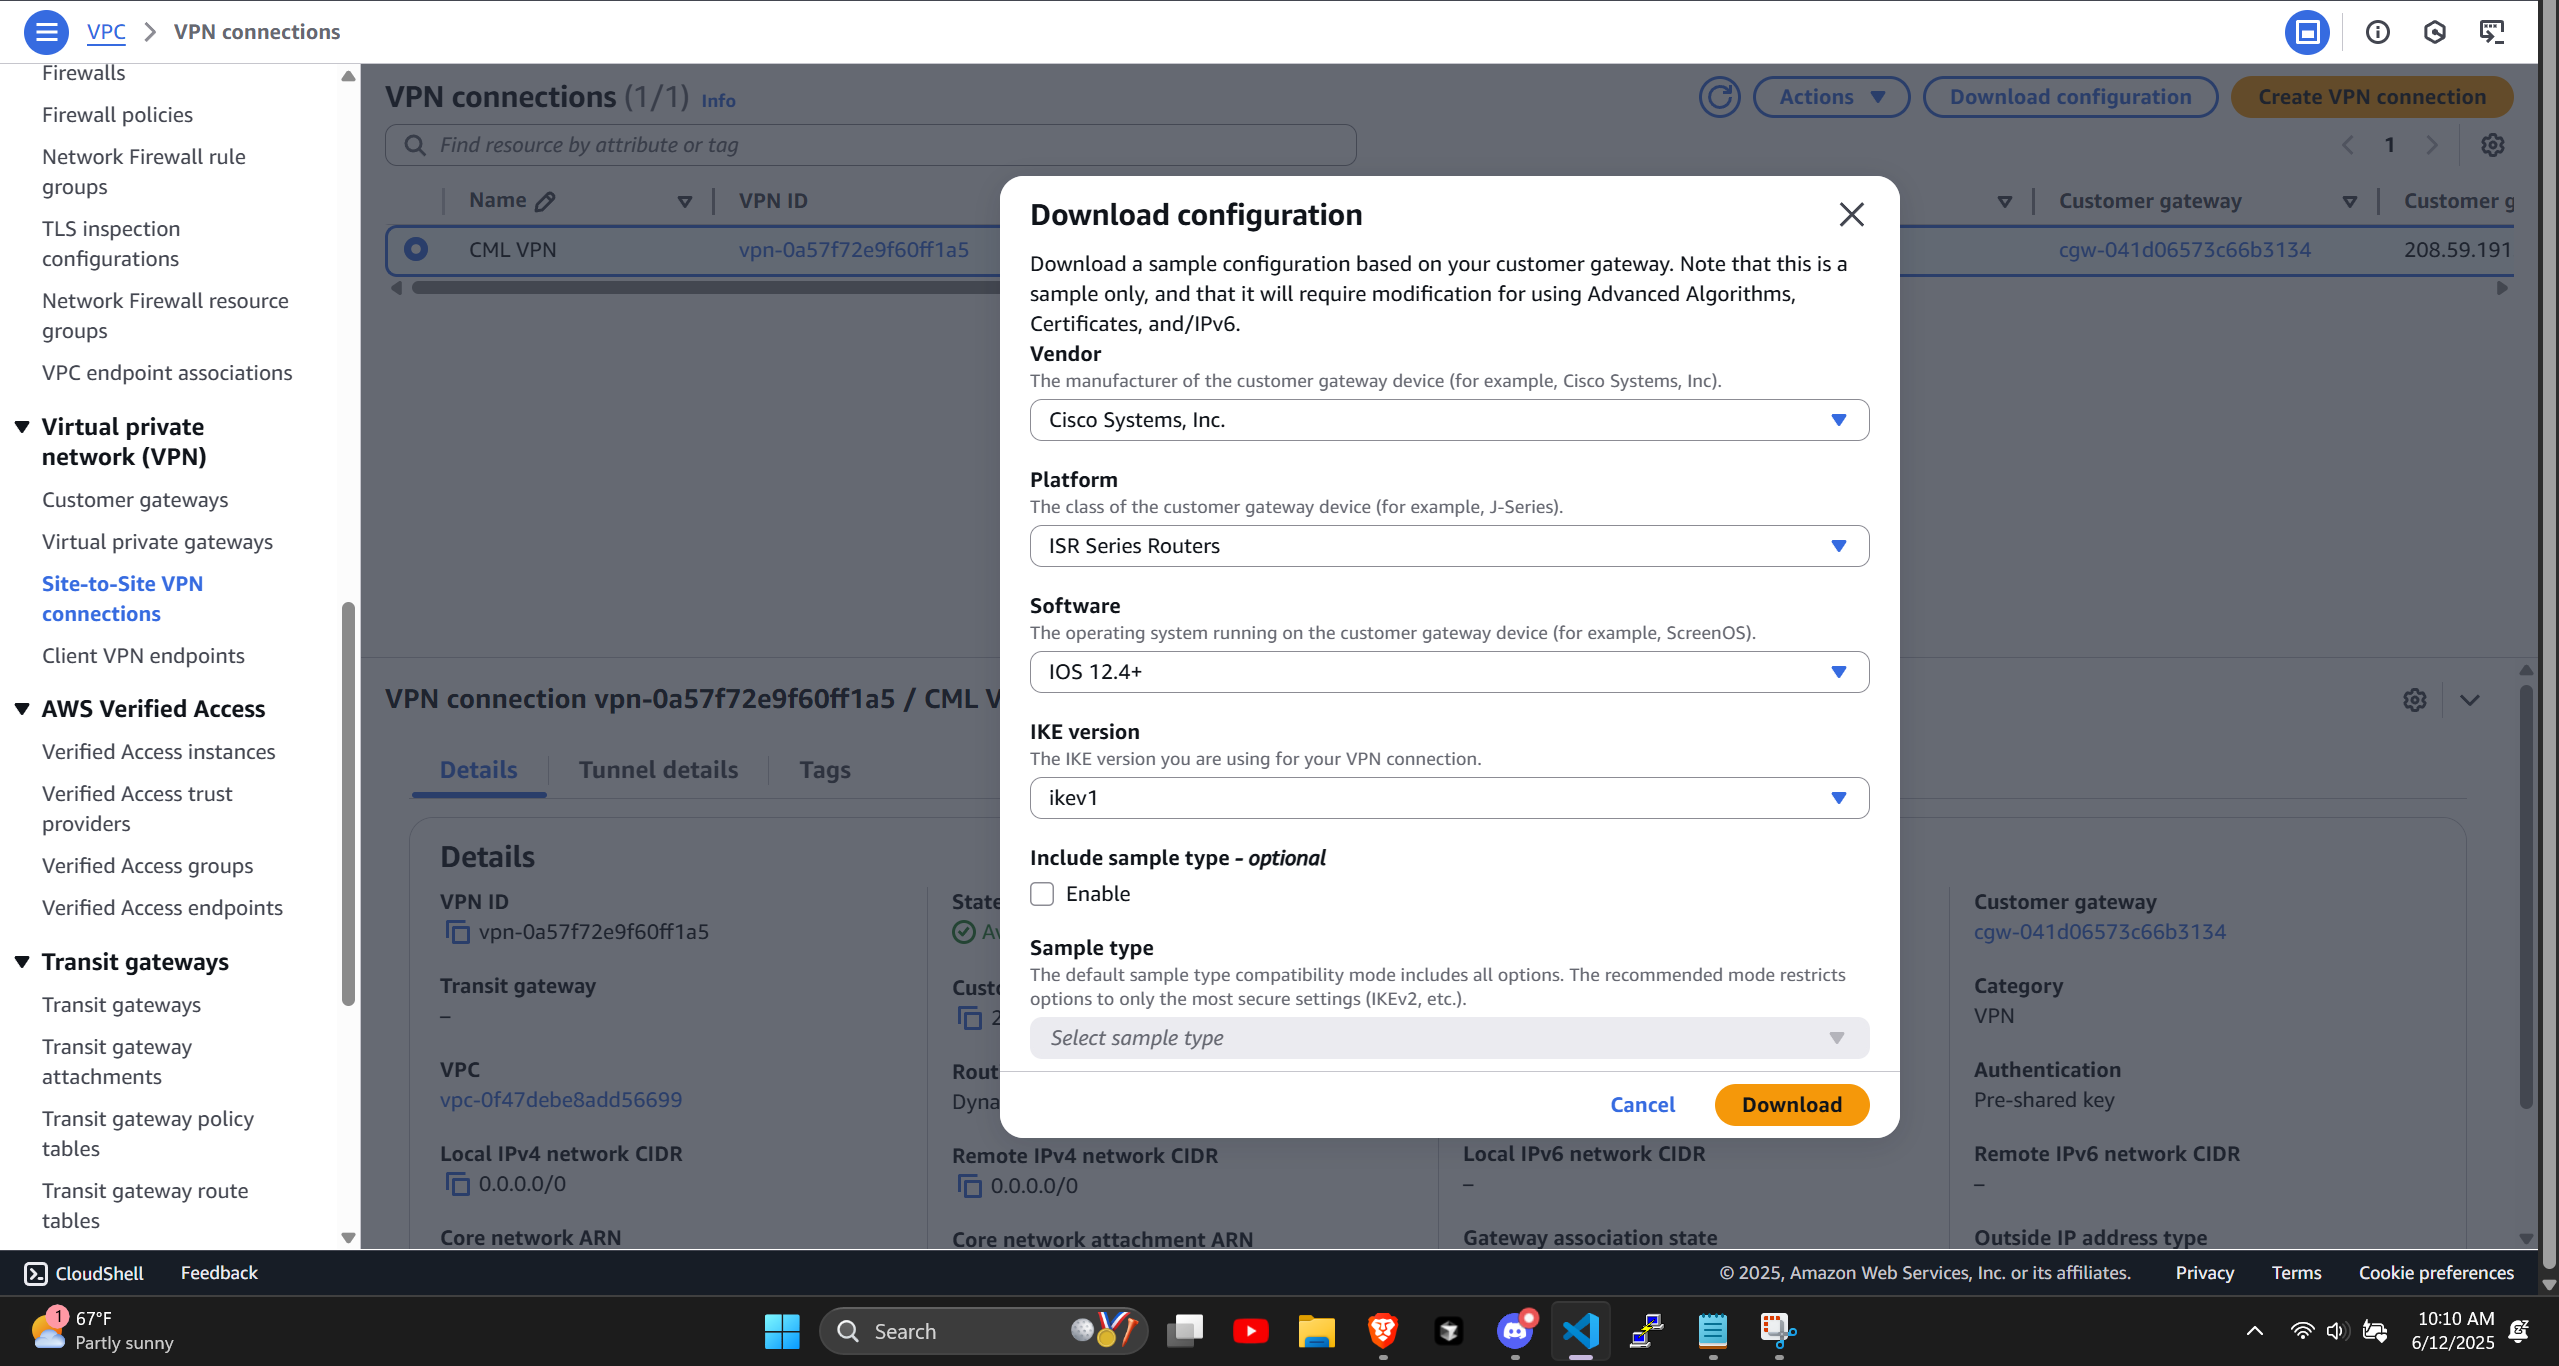 VPC
VPN connections
Firewalls
Firewall policies
Network Firewall rule
groups
TLS inspection
configurations
Network Firewall resource
groups
VPC endpoint associations
Virtual private
network (VPN)
Customer gateways
Virtual private gateways
Site-to-Site VPN
connections
Client VPN endpoints
AWS Verified Access
Verified Access instances
Verified Access trust
providers
Verified Access groups
Verified Access endpoints
Transit gateways
Transit gateways
Transit gateway
attachments
Transit gateway policy
tables
Transit gateway route
tables
VPN connections (1/1) Info
Actions
Download configuration
Create VPN connection
Find resource by attribute or tag
1
Name
VPN ID
Customer gateway
Customer g
CML VPN
vpn-0a57f72e9f60ff1a5
cgw-041d06573c66b3134
208.59.191
Download configuration
Download a sample configuration based on your customer gateway. Note that this is a
sample only, and that it will require modification for using Advanced Algorithms,
Certificates, and/IPv6.
Vendor
The manufacturer of the customer gateway device (for example, Cisco Systems, Inc).
Cisco Systems, Inc.
Platform
The class of the customer gateway device (for example, J-Series).
ISR Series Routers
Software
The operating system running on the customer gateway device (for example, ScreenOS).
IOS 12.4+
IKE version
The IKE version you are using for your VPN connection.
ikev1
Include sample type - optional
Enable
Sample type
The default sample type compatibility mode includes all options. The recommended mode restricts
options to only the most secure settings (IKEv2, etc.).
Select sample type
Cancel
Download
VPN connection vpn-0a57f72e9f60ff1a5 / CML V
Details
Tunnel details
Tags
Details
VPN ID
vpn-0a57f72e9f60ff1a5
State
Av
Customer gateway
cgw-041d06573c66b3134
Transit gateway
–
Custo
2
Category
VPN
VPC
vpc-0f47debe8add56699
Rout
Dyna
Authentication
Pre-shared key
Local IPv4 network CIDR
0.0.0.0/0
Remote IPv4 network CIDR
0.0.0.0/0
Local IPv6 network CIDR
–
Remote IPv6 network CIDR
–
Core network ARN
Core network attachment ARN
Gateway association state
Outside IP address type
CloudShell
Feedback
© 2025, Amazon Web Services, Inc. or its affiliates.
Privacy
Terms
Cookie preferences
1
67°F
Partly sunny
Search
10:10 AM
6/12/2025